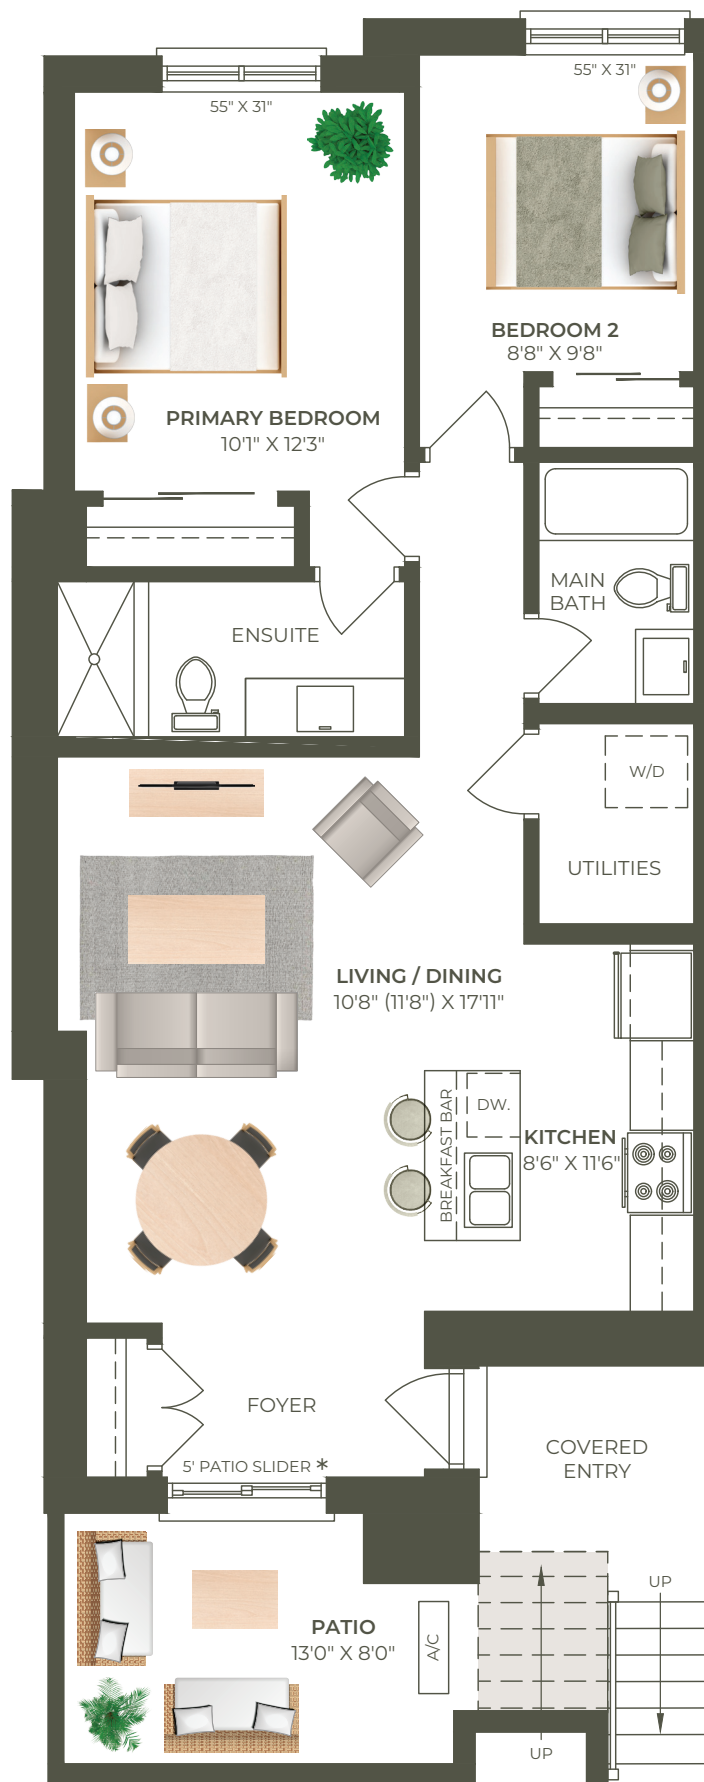 55" X 31"
55" X 31"
BEDROOM 2
8'8" X 9'8"
PRIMARY BEDROOM
10'1" X 12'3"
MAIN
BATH
ENSUITE
W/D
UTILITIES
LIVING / DINING
10'8" (11'8") X 17'11"
BREAKFAST BAR
DW.
KITCHEN
8'6" X 11'6"
FOYER
COVERED
ENTRY
5' PATIO SLIDER *
UP
PATIO
13'0" X 8'0"
A/C
UP